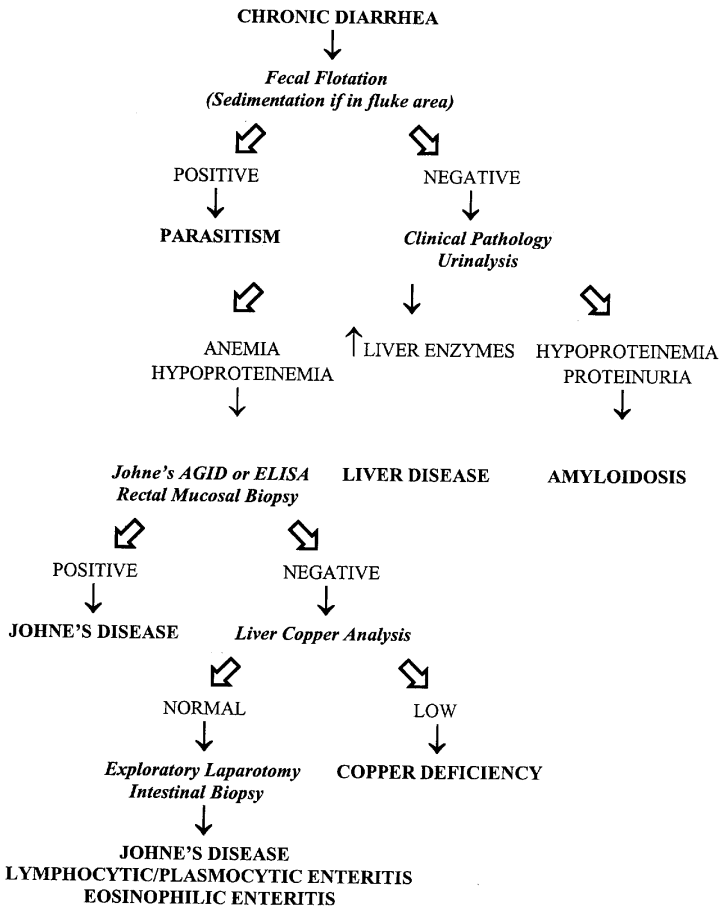 CHRONIC DIARRHEA
Fecal Flotation
(Sedimentation if in fluke area)
POSITIVE
NEGATIVE
PARASITISM
Clinical Pathology
Urinalysis
ANEMIA
HYPOPROTEINEMIA
↑LIVER ENZYMES
HYPOPROTEINEMIA
PROTEINURIA
Johne's AGID or ELISA
Rectal Mucosal Biopsy
LIVER DISEASE
AMYLOIDOSIS
POSITIVE
NEGATIVE
JOHNE'S DISEASE
Liver Copper Analysis
NORMAL
LOW
Exploratory Laparotomy
Intestinal Biopsy
COPPER DEFICIENCY
JOHNE'S DISEASE
LYMPHOCYTIC/PLASMOCYTIC ENTERITIS
EOSINOPHILIC ENTERITIS